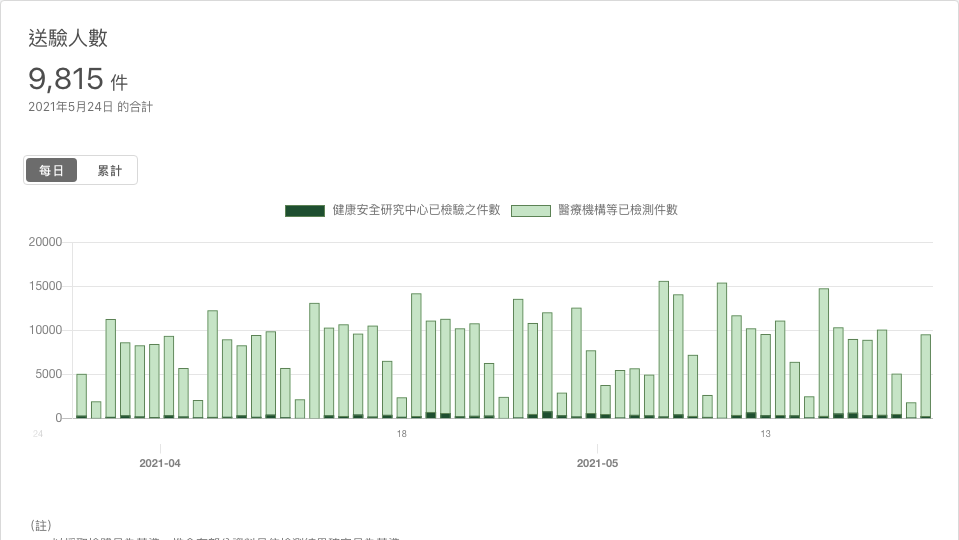 送驗人數
9,815 件
2021年5月24日 的合計
每日 累計
健康安全研究中心已檢驗之件數 醫療機構等已檢測件數
20000
15000
10000
5000
0
24 18 13
2021-04 2021-05
(註)